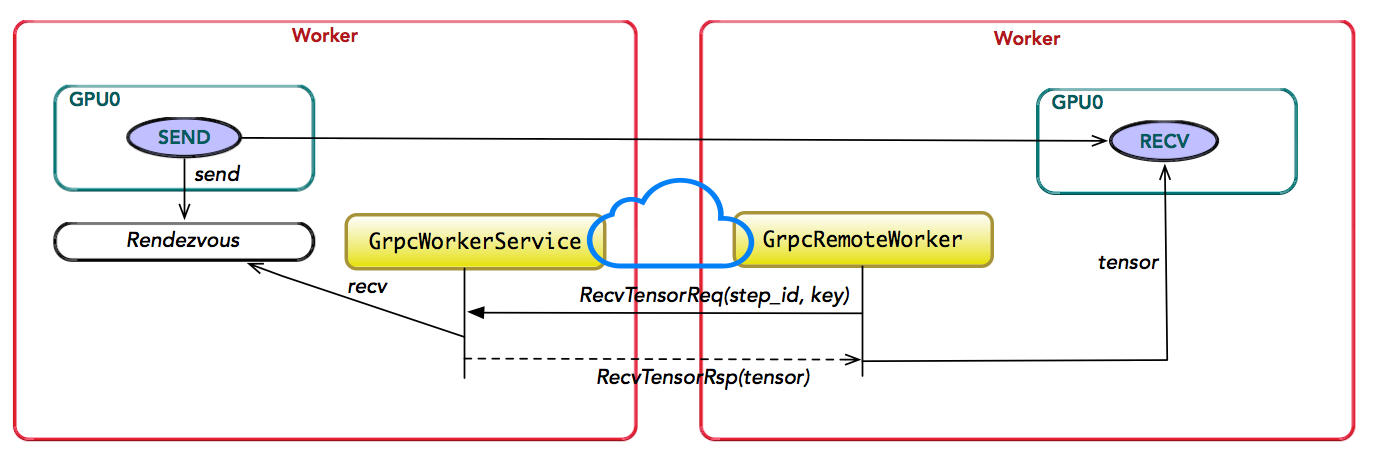 Worker
GPU0
SEND
send
Rendezvous
GrpcWorkerService
recv
Worker
GPU0
RECV
GrpcRemoteWorker
tensor
RecvTensorReq(step_id, key)
RecvTensorRsp(tensor)